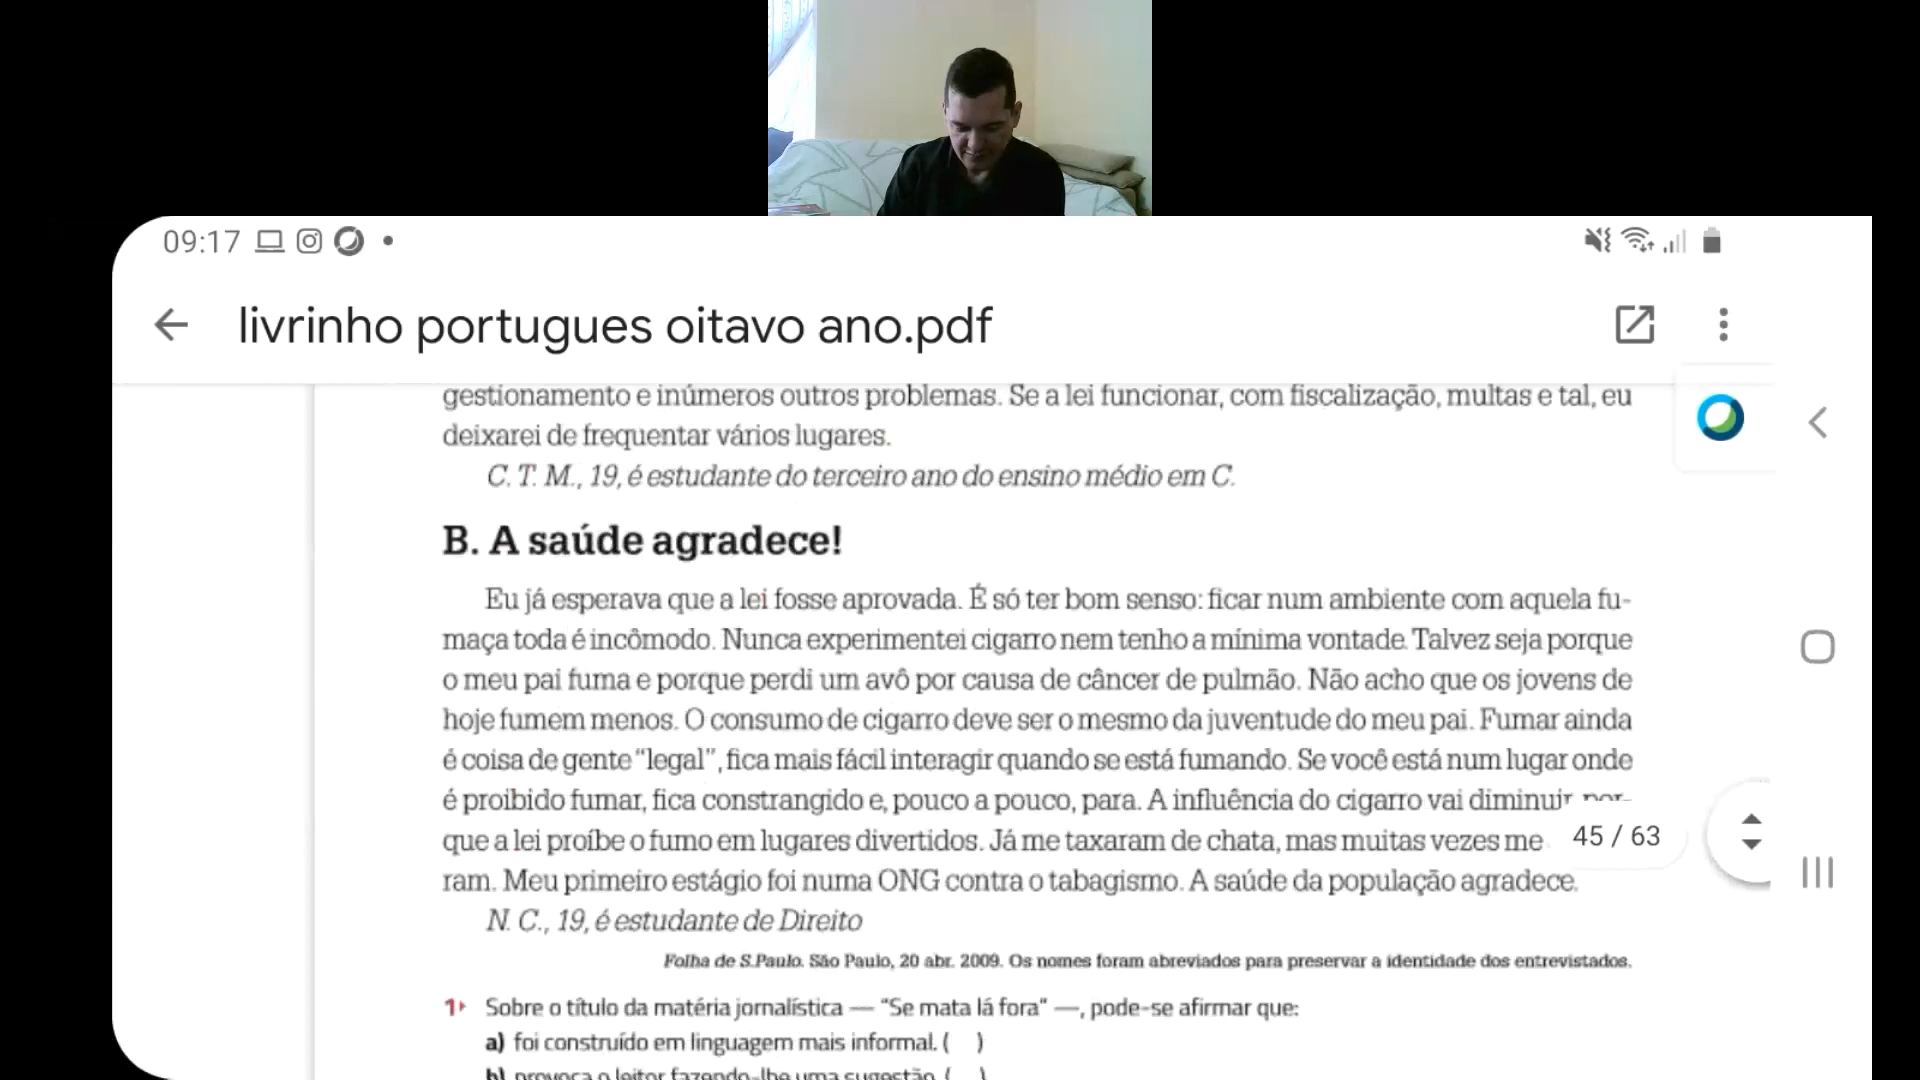 09:17
livrinho portugues oitavo ano.pdf
gestionamento e inúmeros outros problemas. Se a lei funcionar, com fiscalização, multas e tal, eu
deixarei de frequentar vários lugares.
C. T. M., 19, é estudante do terceiro ano do ensino médio em C.
B. A saúde agradece!
Eu já esperava que a lei fosse aprovada. É só ter bom senso: ficar num ambiente com aquela fu-
maça toda é incômodo. Nunca experimentei cigarro nem tenho a mínima vontade. Talvez seja porque
o meu pai fuma e porque perdi um avô por causa de câncer de pulmão. Não acho que os jovens de
hoje fumem menos. O consumo de cigarro deve ser o mesmo da juventude do meu pai. Fumar ainda
é coisa de gente “legal”, fica mais fácil interagir quando se está fumando. Se você está num lugar onde
é proibido fumar, fica constrangido e, pouco a pouco, para. A influência do cigarro vai diminuir, por-
que a lei proíbe o fumo em lugares divertidos. Já me taxaram de chata, mas muitas vezes me
45 / 63
ram. Meu primeiro estágio foi numa ONG contra o tabagismo. A saúde da população agradece.
N. C., 19, é estudante de Direito
Folha de S.Paulo. São Paulo, 20 abr. 2009. Os nomes foram abreviados para preservar a identidade dos entrevistados.
1 Sobre o título da matéria jornalística — “Se mata lá fora” —, pode-se afirmar que:
a) foi construído em linguagem mais informal. ( )
b) provoca o leitor fazendo-lhe uma sugestão. ( )